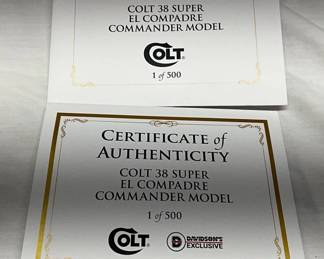 COLT 38 SUPER
EL COMPADRE
COMMANDER MODEL
COLT
1 of 500
CERTIFICATE of
AUTHENTICITY
COLT 38 SUPER
EL COMPADRE
COMMANDER MODEL
1 of 500
COLT
D DAVIDSON'S
EXCLUSIVE